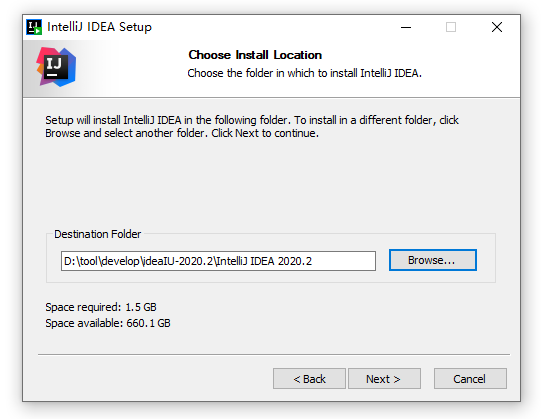 IntelliJ IDEA Setup
IJ
Choose Install Location
Choose the folder in which to install IntelliJ IDEA.
Setup will install IntelliJ IDEA in the following folder. To install in a different folder, click
Browse and select another folder. Click Next to continue.
Destination Folder
D:\tool\develop\ideaIU-2020.2\IntelliJ IDEA 2020.2
Browse...
Space required: 1.5 GB
Space available: 660.1 GB
< Back
Next >
Cancel